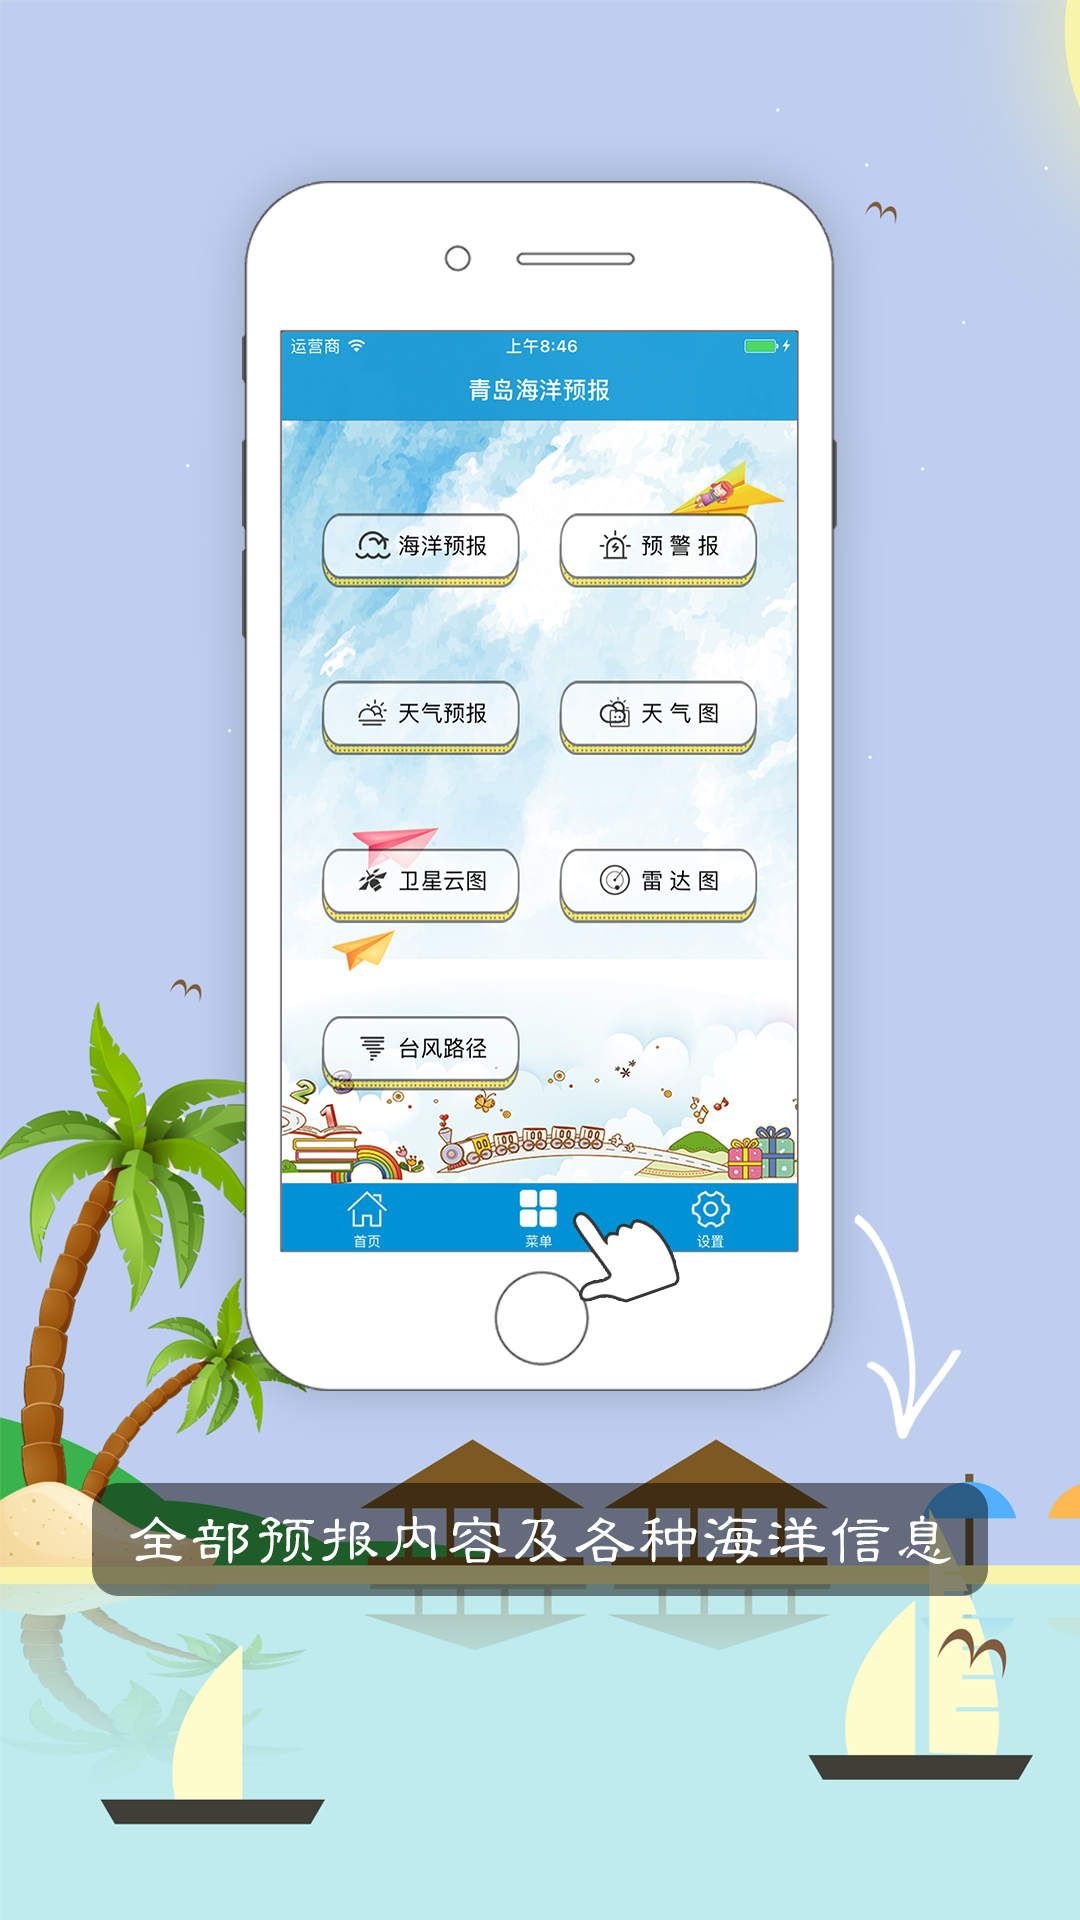 运营商 上午8:46
青岛海洋预报
海洋预报 预警报
天气预报 天气图
卫星云图 雷达图
台风路径
2 3
1
首页 菜单 设置
全部预报内容及各种海洋信息